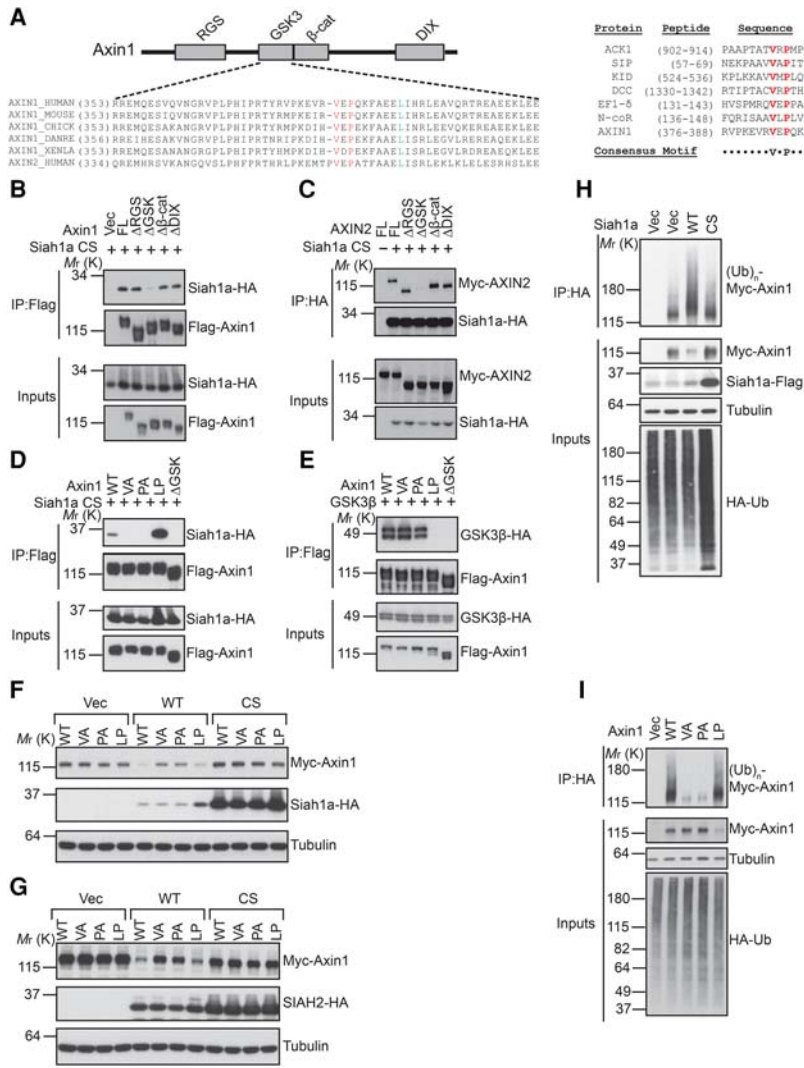 A
RGS
GSK3
β-cat
DIX
Axin1
AXIN1_HUMAN (353) RREMQESVQVNGRVPLPHIPRTYRVPKEVR-VEPQKFAEELIHRLEAVQRTREAEEKLEE
AXIN1_MOUSE (353)
AXIN1_CHICK (353)
AXIN1_DANRE (356)
AXIN1_XENLA (353)
AXIN2_HUMAN (334)
Protein Peptide Sequence
ACK1 (902-914) PAAPTATVRPMP
SIP (57-69) NEKPAAVVAPIT
KID (524-536) KPLKKAVVMPLQ
DCC (1330-1342) PTIPTACVRPTH
EF1-δ (131-143) HVSPMRQVEPPA
N-coR (136-148) FQRISAAVLPLV
AXIN1 (376-388) RVPKEVRVEPQK
Consensus Motif •••••••V•P••
B
Axin1 Vec FL ΔRGS ΔGSK Δβ-cat ΔDIX
Siah1a CS + + + + + +
Mr (K)
IP:Flag
34
Siah1a-HA
115
Flag-Axin1
Inputs
34
Siah1a-HA
115
Flag-Axin1
C
AXIN2 FL FL ΔRGS ΔGSK Δβ-cat ΔDIX
Siah1a CS − + + + + +
Mr (K)
IP:HA
115
Myc-AXIN2
34
Siah1a-HA
Inputs
115
Myc-AXIN2
34
Siah1a-HA
D
Axin1 WT VA PA LP ΔGSK
Siah1a CS + + + + +
Mr (K)
IP:Flag
37
Siah1a-HA
115
Flag-Axin1
Inputs
37
Siah1a-HA
115
Flag-Axin1
E
Axin1 WT VA PA LP ΔGSK
GSK3β + + + + +
Mr (K)
IP:Flag
49
GSK3β-HA
115
Flag-Axin1
Inputs
49
GSK3β-HA
115
Flag-Axin1
F
Vec WT CS
Mr (K) WT VA PA LP WT VA PA LP WT VA PA LP
115
Myc-Axin1
37
Siah1a-HA
64
Tubulin
G
Vec WT CS
Mr (K) WT VA PA LP WT VA PA LP WT VA PA LP
115
Myc-Axin1
37
SIAH2-HA
64
Tubulin
H
Siah1a Vec Vec WT CS
Mr (K)
IP:HA
180
115
(Ub)n-
Myc-Axin1
Inputs
115
Myc-Axin1
37
Siah1a-Flag
64
Tubulin
180
115
82
64
49
37
HA-Ub
I
Axin1 Vec WT VA PA LP
Mr (K)
IP:HA
180
115
(Ub)n-
Myc-Axin1
Inputs
115
Myc-Axin1
64
Tubulin
180
115
82
64
49
37
HA-Ub